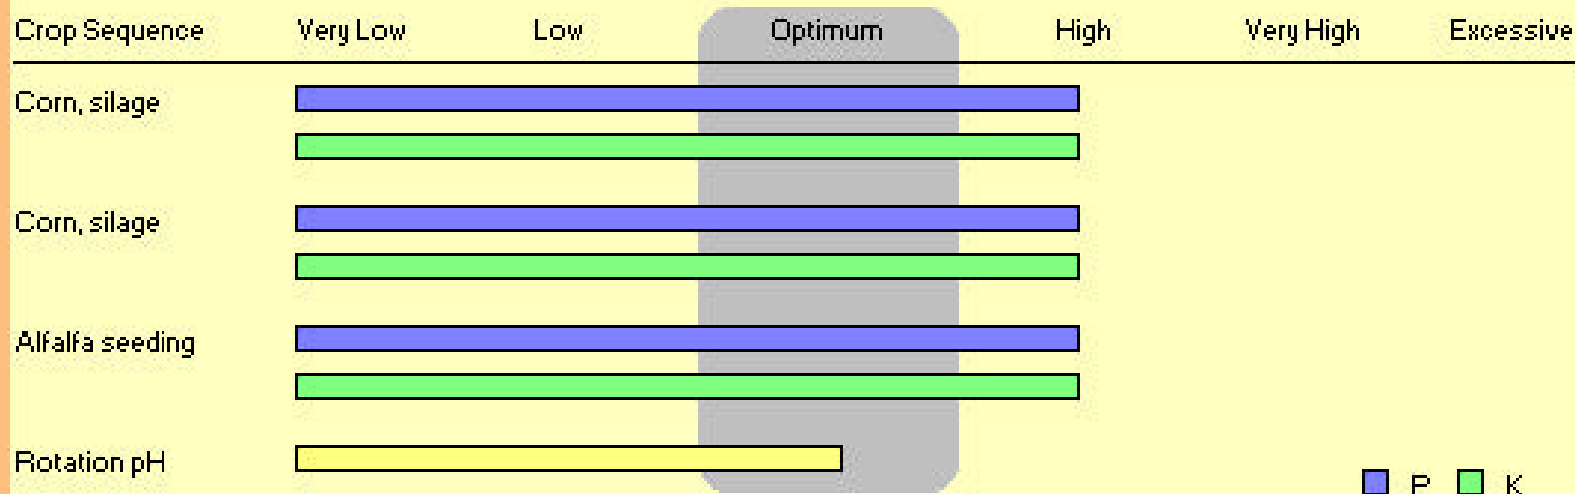 Crop Sequence Very Low Low Optimum High Very High Excessive
Corn, silage
Corn, silage
Alfalfa seeding
Rotation pH
P K